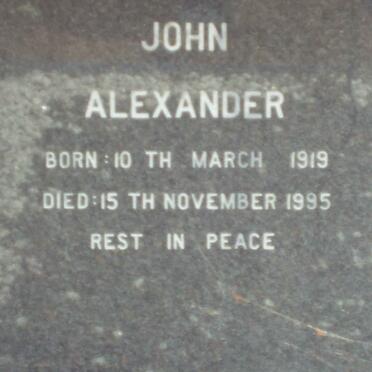 JOHN
ALEXANDER
BORN:10 TH MARCH 1919
DIED:15 TH NOVEMBER 1995
REST IN PEACE